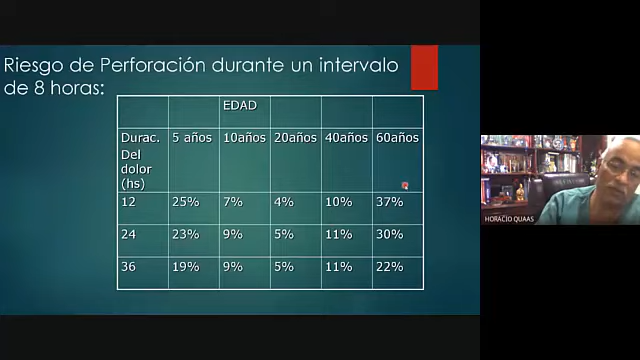 Riesgo de Perforación durante un intervalo
de 8 horas:
EDAD
Durac. 5 años 10años 20años 40años 60años
Del
dolor
(hs)
12 25% 7% 4% 10% 37%
24 23% 9% 5% 11% 30%
36 19% 9% 5% 11% 22%
HORACIO QUAAS